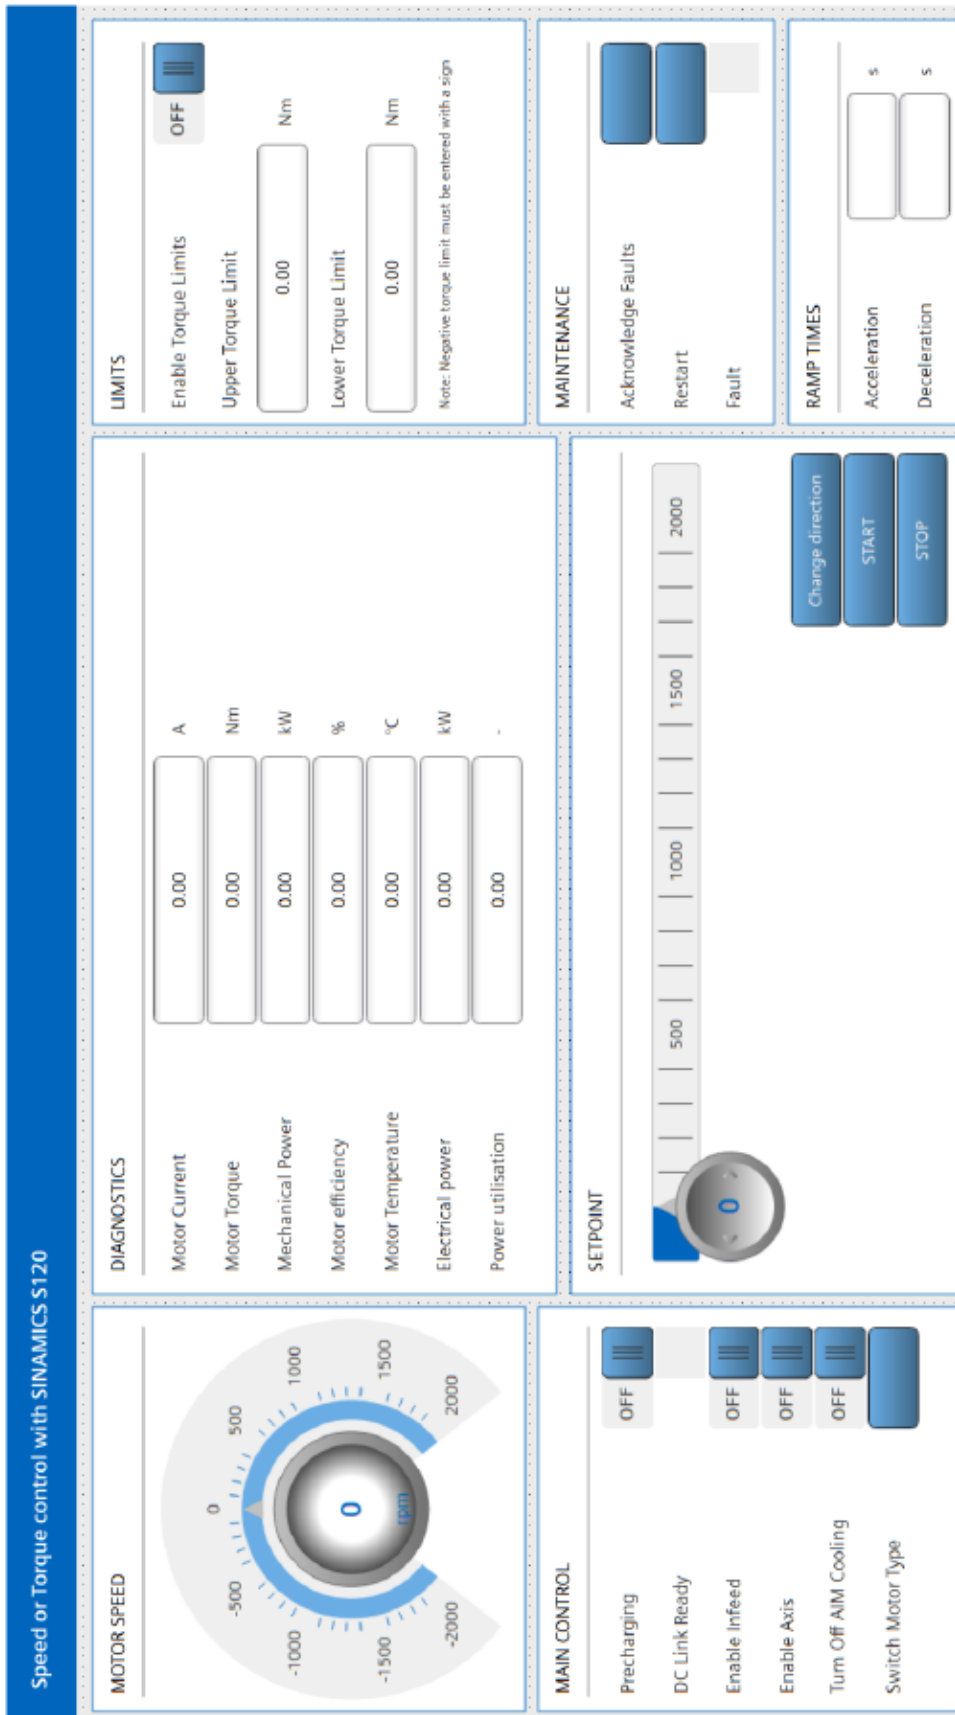 Speed or Torque control with SINAMICS S120
MOTOR SPEED
-2000
-1500
-1000
-500
0
500
1000
1500
2000
0
rpm
DIAGNOSTICS
Motor Current 0.00 A
Motor Torque 0.00 Nm
Mechanical Power 0.00 kW
Motor efficiency 0.00 %
Motor Temperature 0.00 °C
Electrical power 0.00 kW
Power utilisation 0.00 -
LIMITS
Enable Torque Limits OFF
Upper Torque Limit
0.00 Nm
Lower Torque Limit
0.00 Nm
Note: Negative torque limit must be entered with a sign
MAIN CONTROL
Precharging OFF
DC Link Ready
Enable Infeed OFF
Enable Axis OFF
Turn Off AIM Cooling OFF
Switch Motor Type
SETPOINT
500 1000 1500 2000
0
Change direction
START
STOP
MAINTENANCE
Acknowledge Faults
Restart
Fault
RAMP TIMES
Acceleration s
Deceleration s